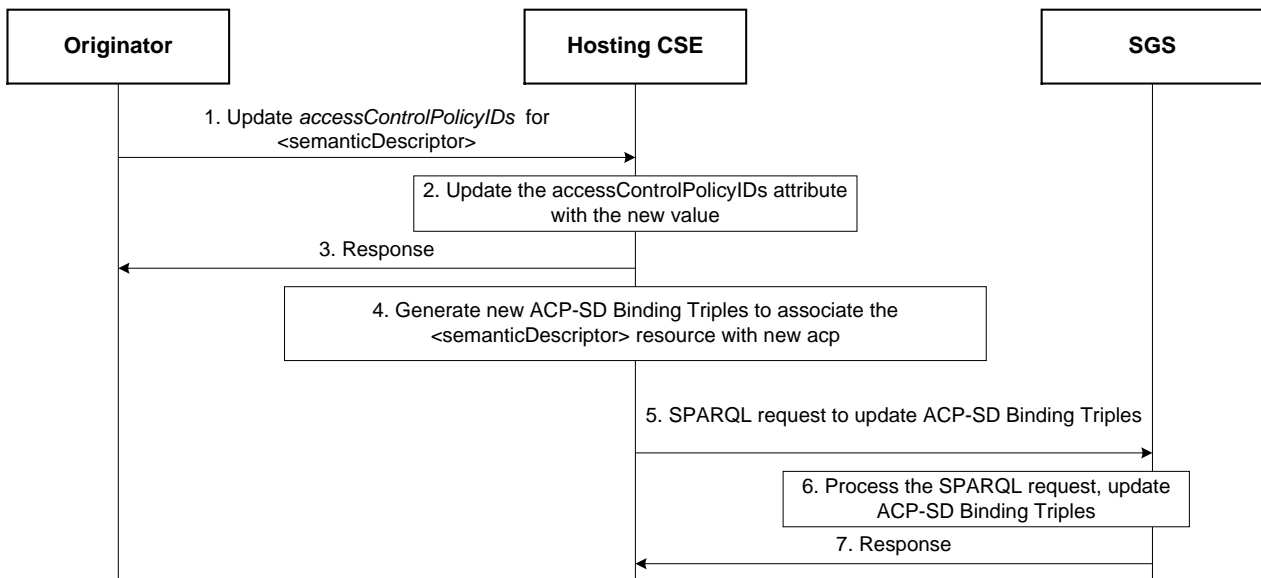 Originator
Hosting CSE
SGS
1. Update accessControlPolicyIDs for
<semanticDescriptor>
2. Update the accessControlPolicyIDs attribute
with the new value
3. Response
4. Generate new ACP-SD Binding Triples to associate the
<semanticDescriptor> resource with new acp
5. SPARQL request to update ACP-SD Binding Triples
6. Process the SPARQL request, update
ACP-SD Binding Triples
7. Response